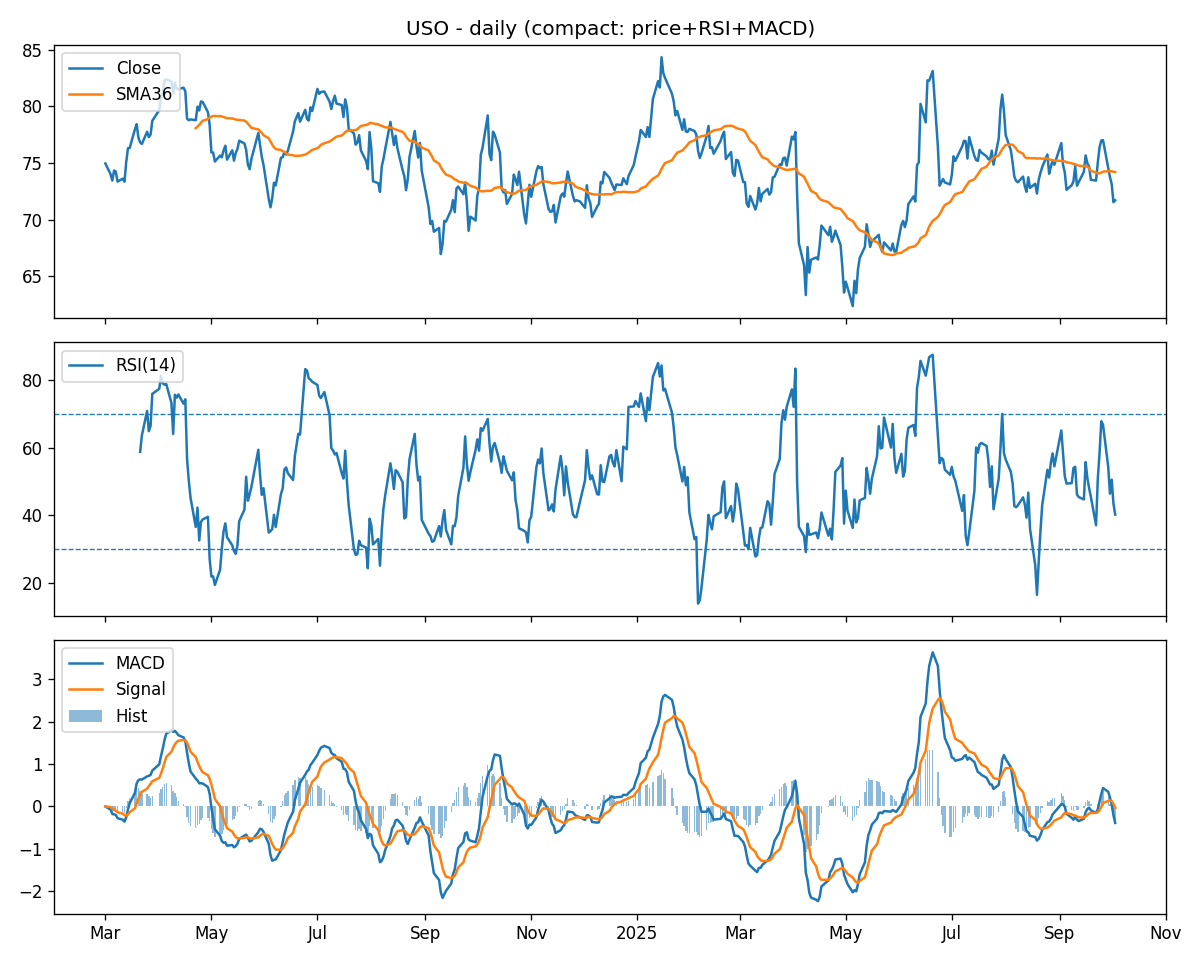 USO - daily (compact: price+RSI+MACD)
85
80
75
70
65
Close
SMA36
80
60
40
20
RSI(14)
3
2
1
0
−1
−2
MACD
Signal
Hist
Mar May Jul Sep Nov 2025 Mar May Jul Sep Nov